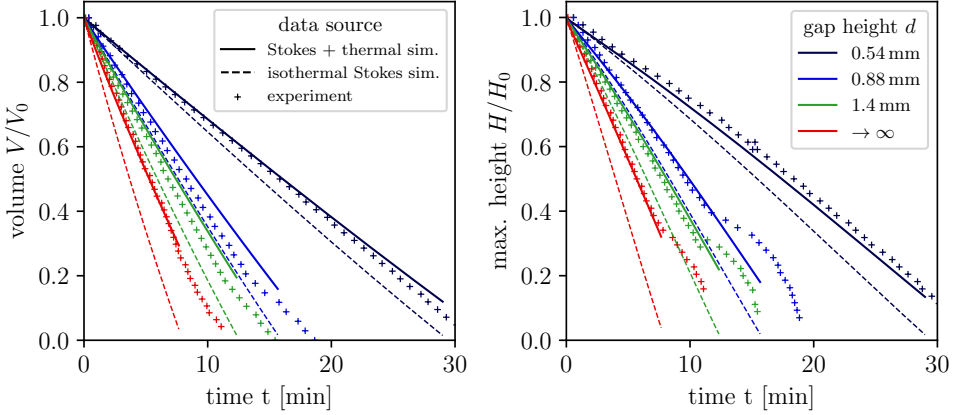 data source
Stokes + thermal sim.
isothermal Stokes sim.
experiment
1.0
0.8
0.6
0.4
0.2
0.0
volume V/V₀
0
10
20
30
time t [min]
gap height d
0.54 mm
0.88 mm
1.4 mm
→ ∞
1.0
0.8
0.6
0.4
0.2
0.0
max. height H/H₀
0
10
20
30
time t [min]